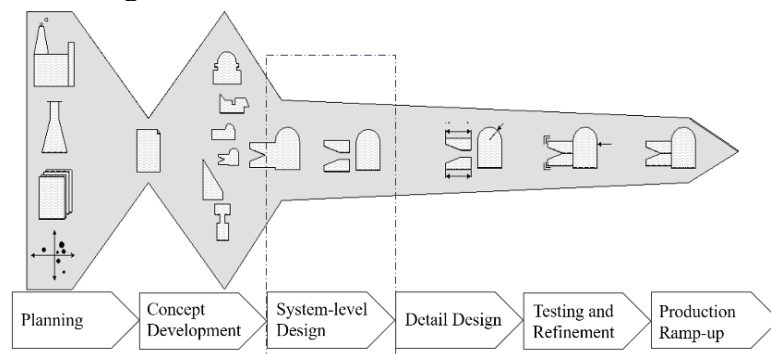 Planning
Concept
Development
System-level
Design
Detail Design
Testing and
Refinement
Production
Ramp-up